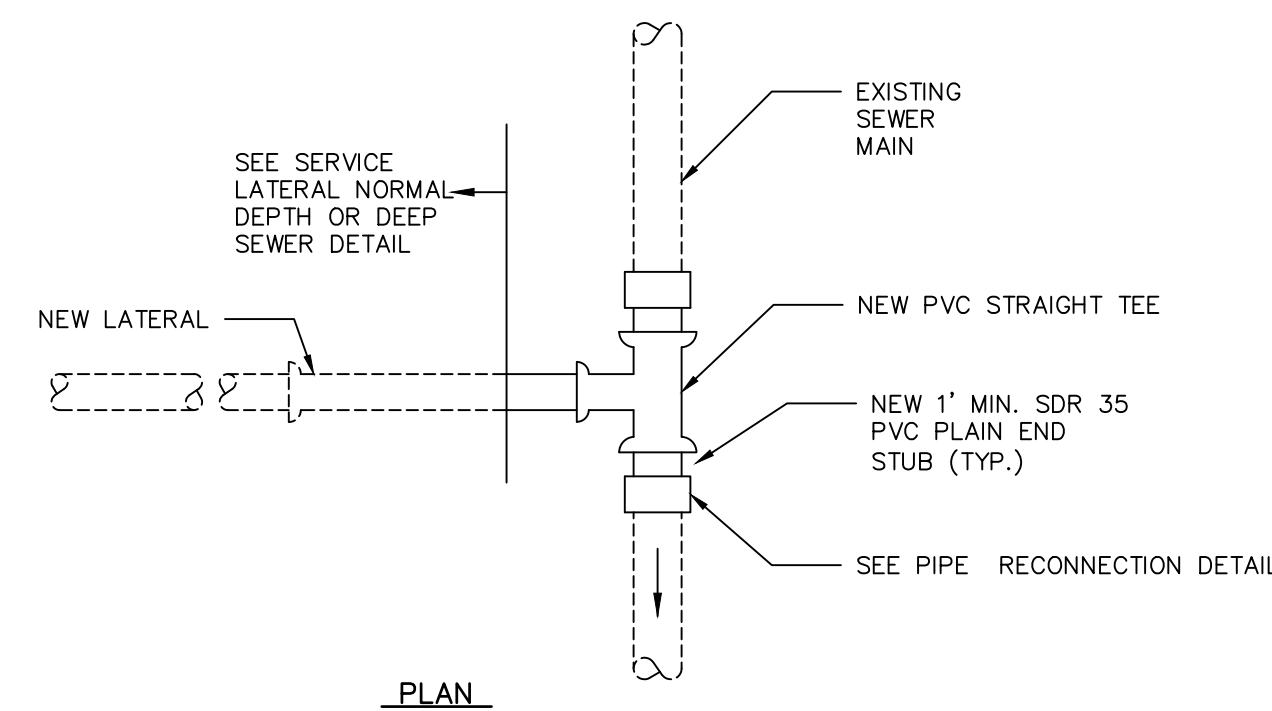 EXISTING
SEWER
MAIN
SEE SERVICE
LATERAL NORMAL
DEPTH OR DEEP
SEWER DETAIL
NEW LATERAL
NEW PVC STRAIGHT TEE
NEW 1' MIN. SDR 35
PVC PLAIN END
STUB (TYP.)
SEE PIPE RECONNECTION DETAIL
PLAN